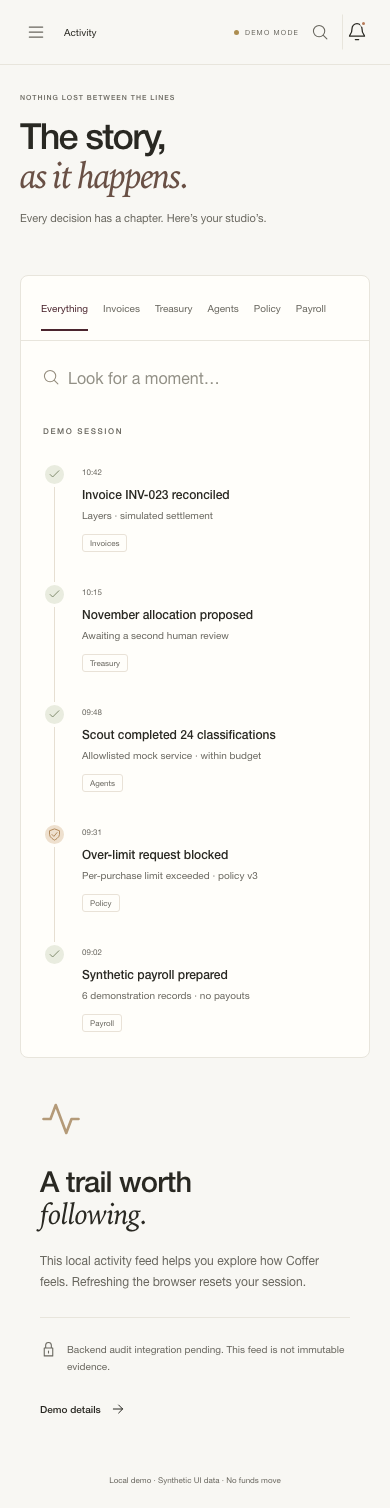 Activity
DEMO MODE
NOTHING LOST BETWEEN THE LINES
The story,
as it happens.
Every decision has a chapter. Here’s your studio’s.
Everything Invoices Treasury Agents Policy Payroll
Look for a moment…
DEMO SESSION
10:42
Invoice INV-023 reconciled
Layers · simulated settlement
Invoices
10:15
November allocation proposed
Awaiting a second human review
Treasury
09:48
Scout completed 24 classifications
Allowlisted mock service · within budget
Agents
09:31
Over-limit request blocked
Per-purchase limit exceeded · policy v3
Policy
09:02
Synthetic payroll prepared
6 demonstration records · no payouts
Payroll
A trail worth
following.
This local activity feed helps you explore how Coffer
feels. Refreshing the browser resets your session.
Backend audit integration pending. This feed is not immutable
evidence.
Demo details
Local demo · Synthetic UI data · No funds move